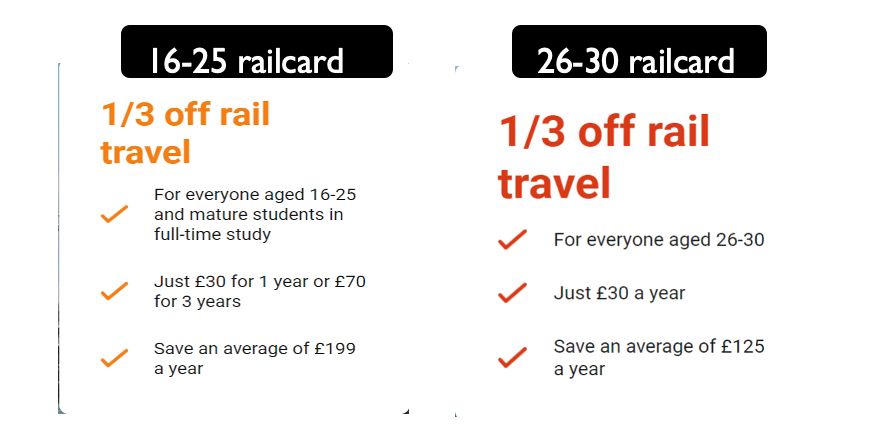 16-25 railcard
1/3 off rail
travel
For everyone aged 16-25
and mature students in
full-time study
Just £30 for 1 year or £70
for 3 years
Save an average of £199
a year
26-30 railcard
1/3 off rail
travel
For everyone aged 26-30
Just £30 a year
Save an average of £125
a year